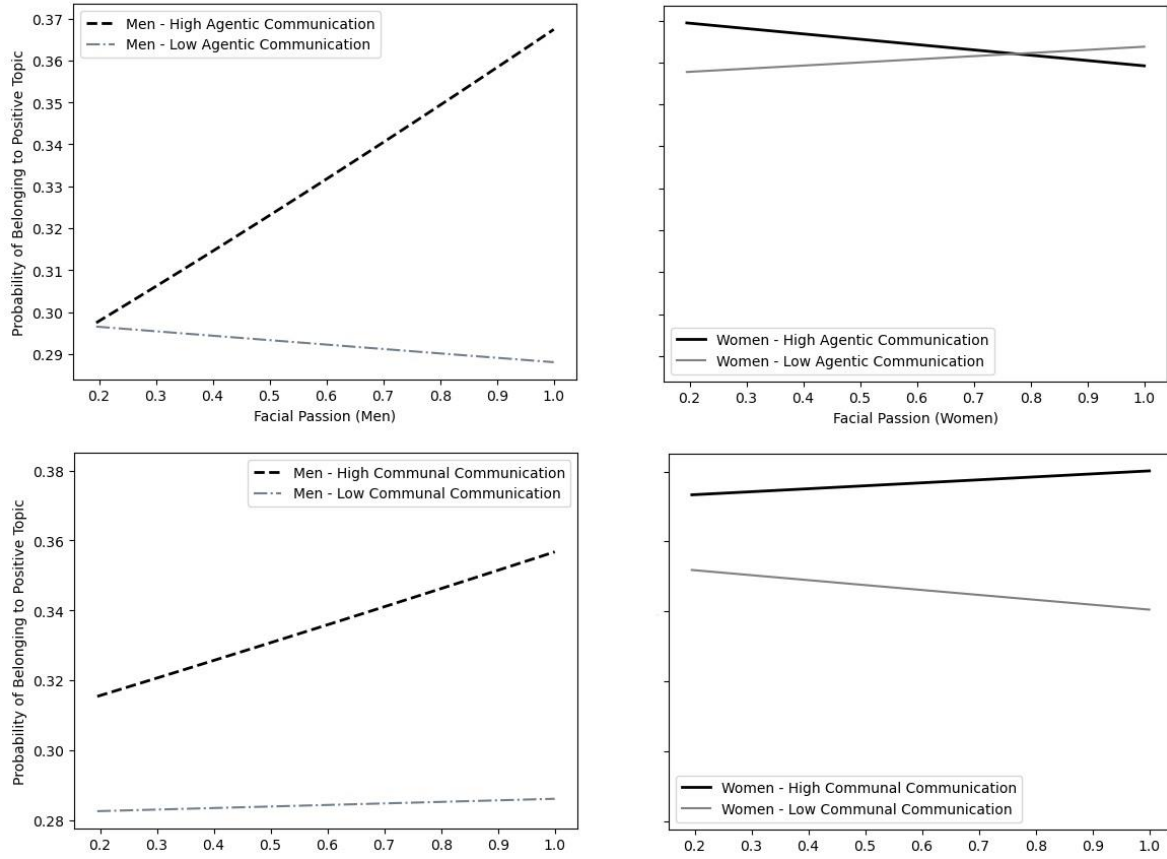 Probability of Belonging to Positive Topic
0.37
0.36
0.35
0.34
0.33
0.32
0.31
0.30
0.29
Men - High Agentic Communication
Men - Low Agentic Communication
0.2 0.3 0.4 0.5 0.6 0.7 0.8 0.9 1.0
Facial Passion (Men)
Women - High Agentic Communication
Women - Low Agentic Communication
0.2 0.3 0.4 0.5 0.6 0.7 0.8 0.9 1.0
Facial Passion (Women)
Probability of Belonging to Positive Topic
0.38
0.36
0.34
0.32
0.30
0.28
Men - High Communal Communication
Men - Low Communal Communication
0.2 0.3 0.4 0.5 0.6 0.7 0.8 0.9 1.0
Women - High Communal Communication
Women - Low Communal Communication
0.2 0.3 0.4 0.5 0.6 0.7 0.8 0.9 1.0